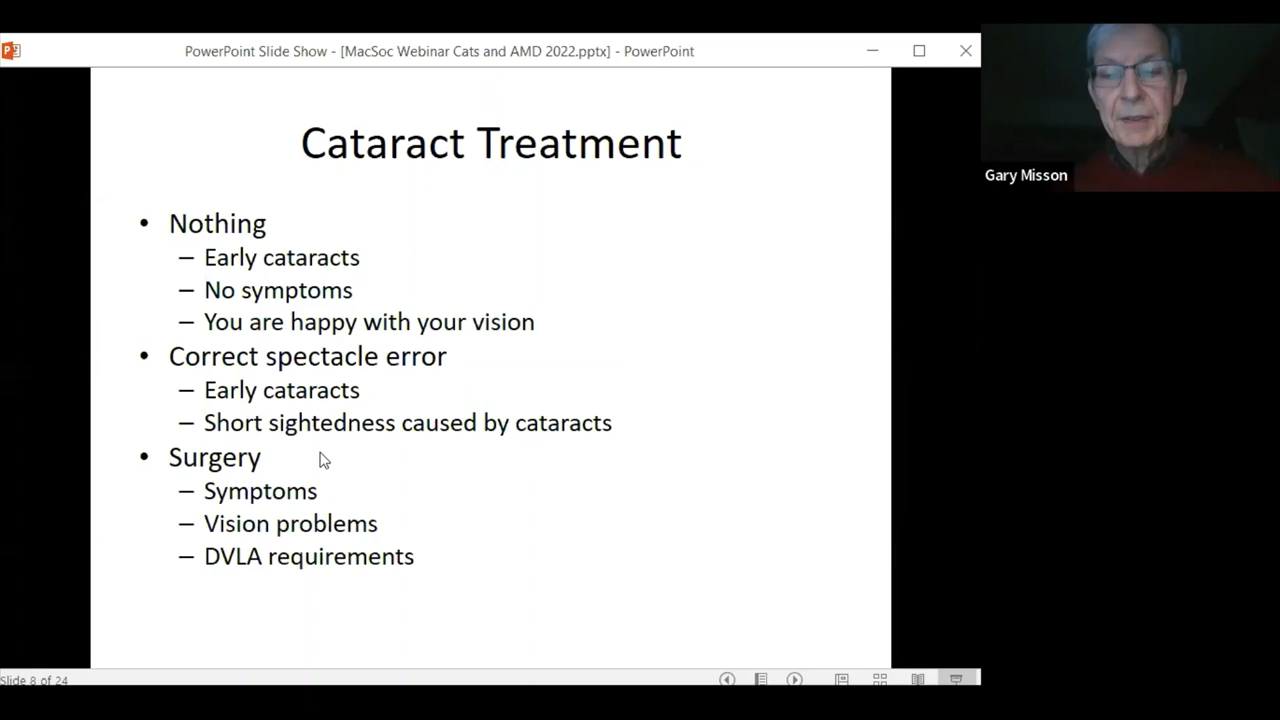 PowerPoint Slide Show - [MacSoc Webinar Cats and AMD 2022.pptx] - PowerPoint
Cataract Treatment
• Nothing
– Early cataracts
– No symptoms
– You are happy with your vision
• Correct spectacle error
– Early cataracts
– Short sightedness caused by cataracts
• Surgery
– Symptoms
– Vision problems
– DVLA requirements
Slide 8 of 24
Gary Misson